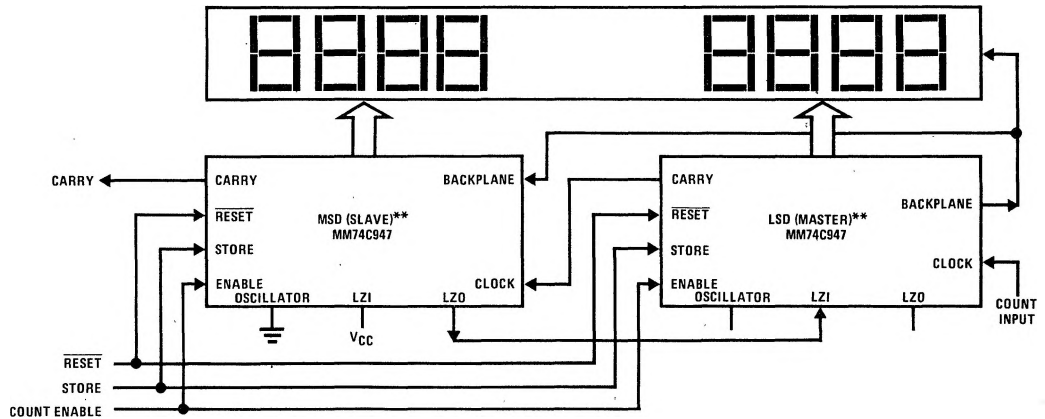 CARRY
CARRY
RESET
STORE
ENABLE
OSCILLATOR
LZI
LZO
BACKPLANE
MSD (SLAVE)**
MM74C947
CLOCK
VCC
CARRY
RESET
STORE
ENABLE
OSCILLATOR
LZI
LZO
LSD (MASTER)**
MM74C947
BACKPLANE
CLOCK
COUNT
INPUT
RESET
STORE
COUNT ENABLE